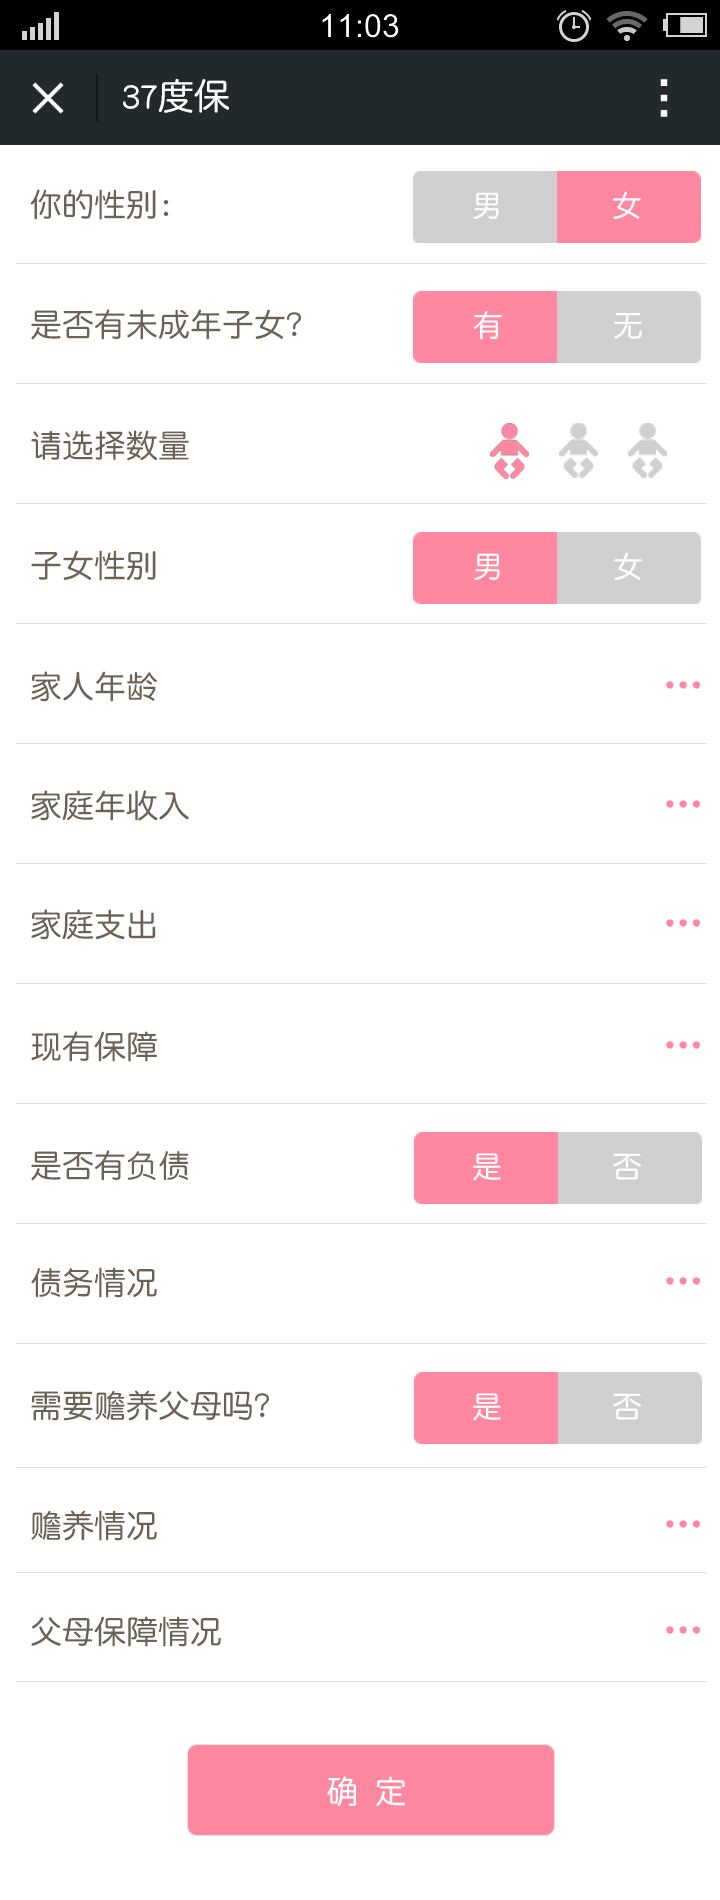 11:03
37度保
你的性别:
男 女
是否有未成年子女?
有 无
请选择数量
子女性别
男 女
家人年龄
家庭年收入
家庭支出
现有保障
是否有负债
是 否
债务情况
需要赡养父母吗?
是 否
赡养情况
父母保障情况
确 定